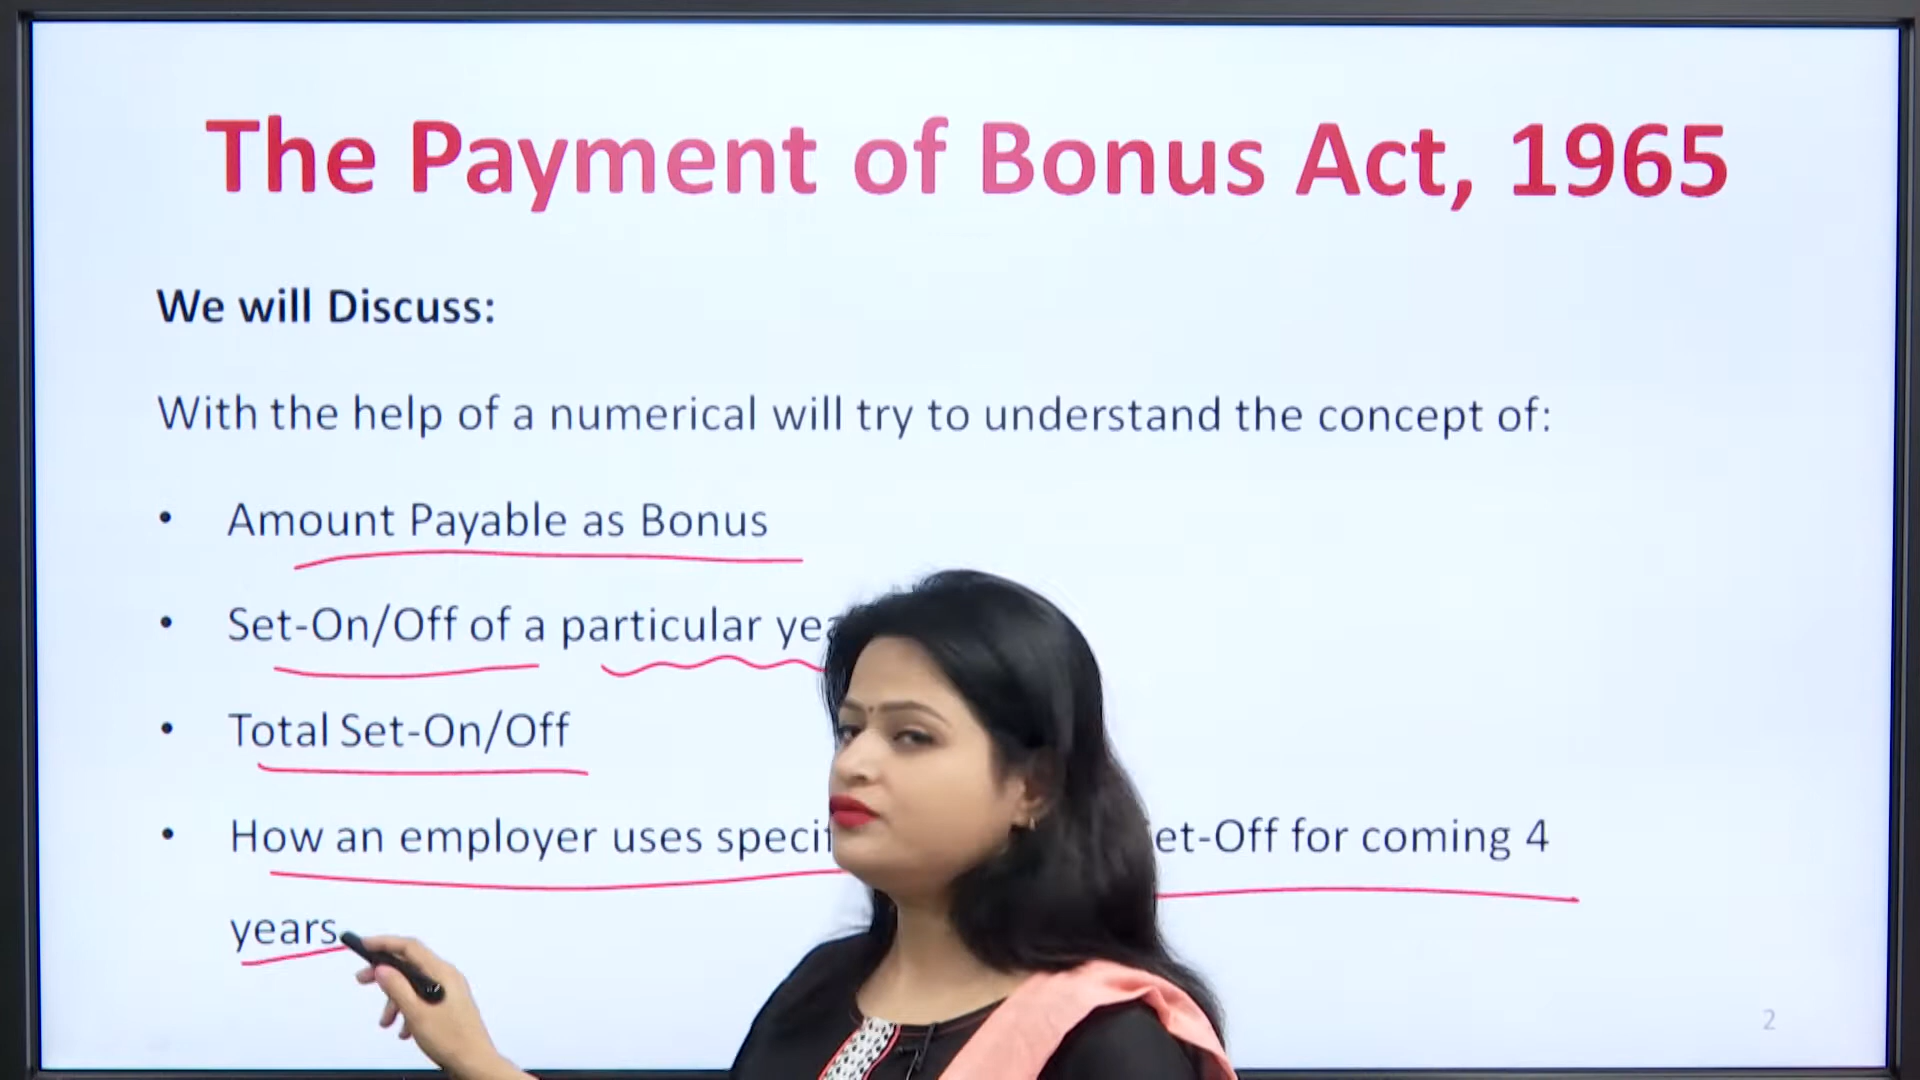 The Payment of Bonus Act, 1965
We will Discuss:
With the help of a numerical will try to understand the concept of:
• Amount Payable as Bonus
• Set-On/Off of a particular
• Total Set-On/Off
• How an employer uses et-Off for coming 4
years
2